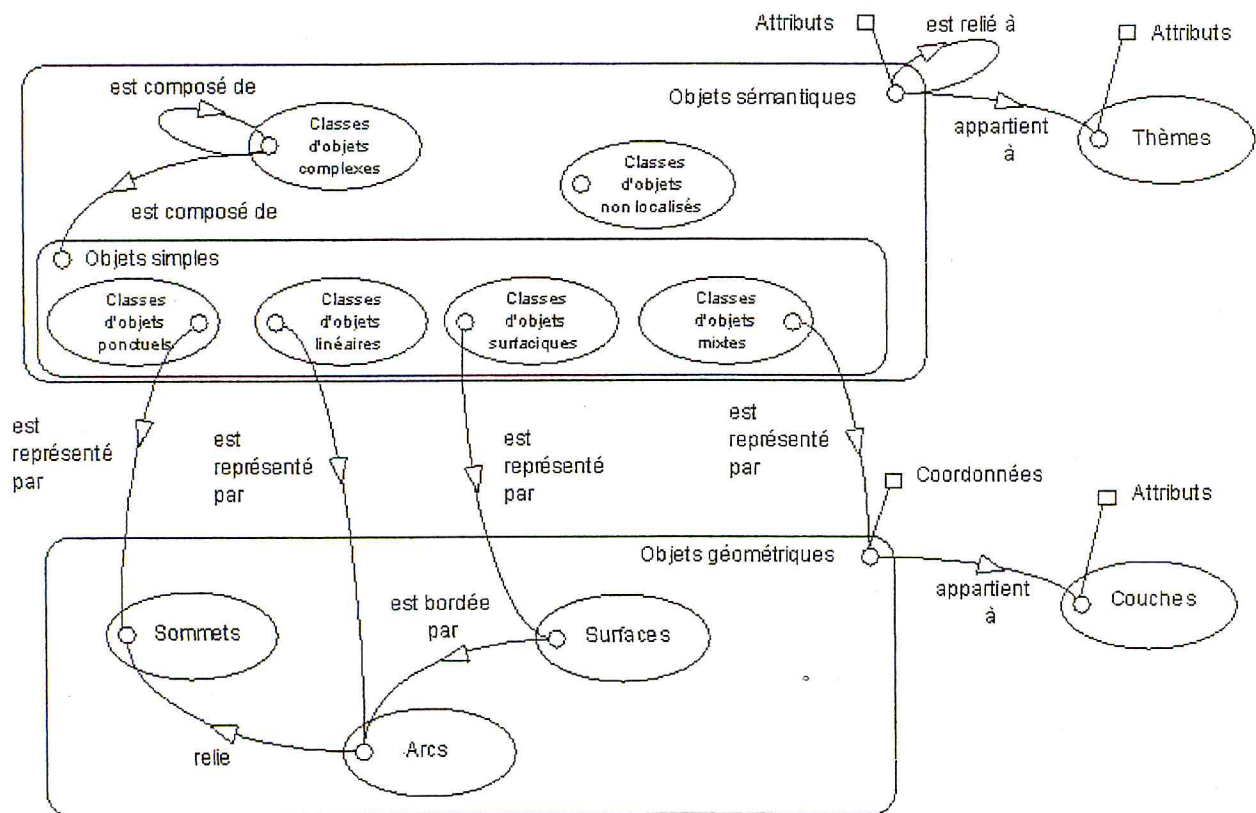 Attributs
est relié à
Attributs
est composé de
Objets sémantiques
appartient
à
Thèmes
Classes
d'objets
complexes
Classes
d'objets
non localisés
est composé de
Objets simples
Classes
d'objets
ponctuels
Classes
d'objets
linéaires
Classes
d'objets
surfaciques
Classes
d'objets
mixtes
est
représenté
par
est
représenté
par
est
représenté
par
est
représenté
par
Coordonnées
Attributs
Objets géométriques
appartient
à
Couches
est bordée
par
Sommets
Surfaces
relie
Arcs